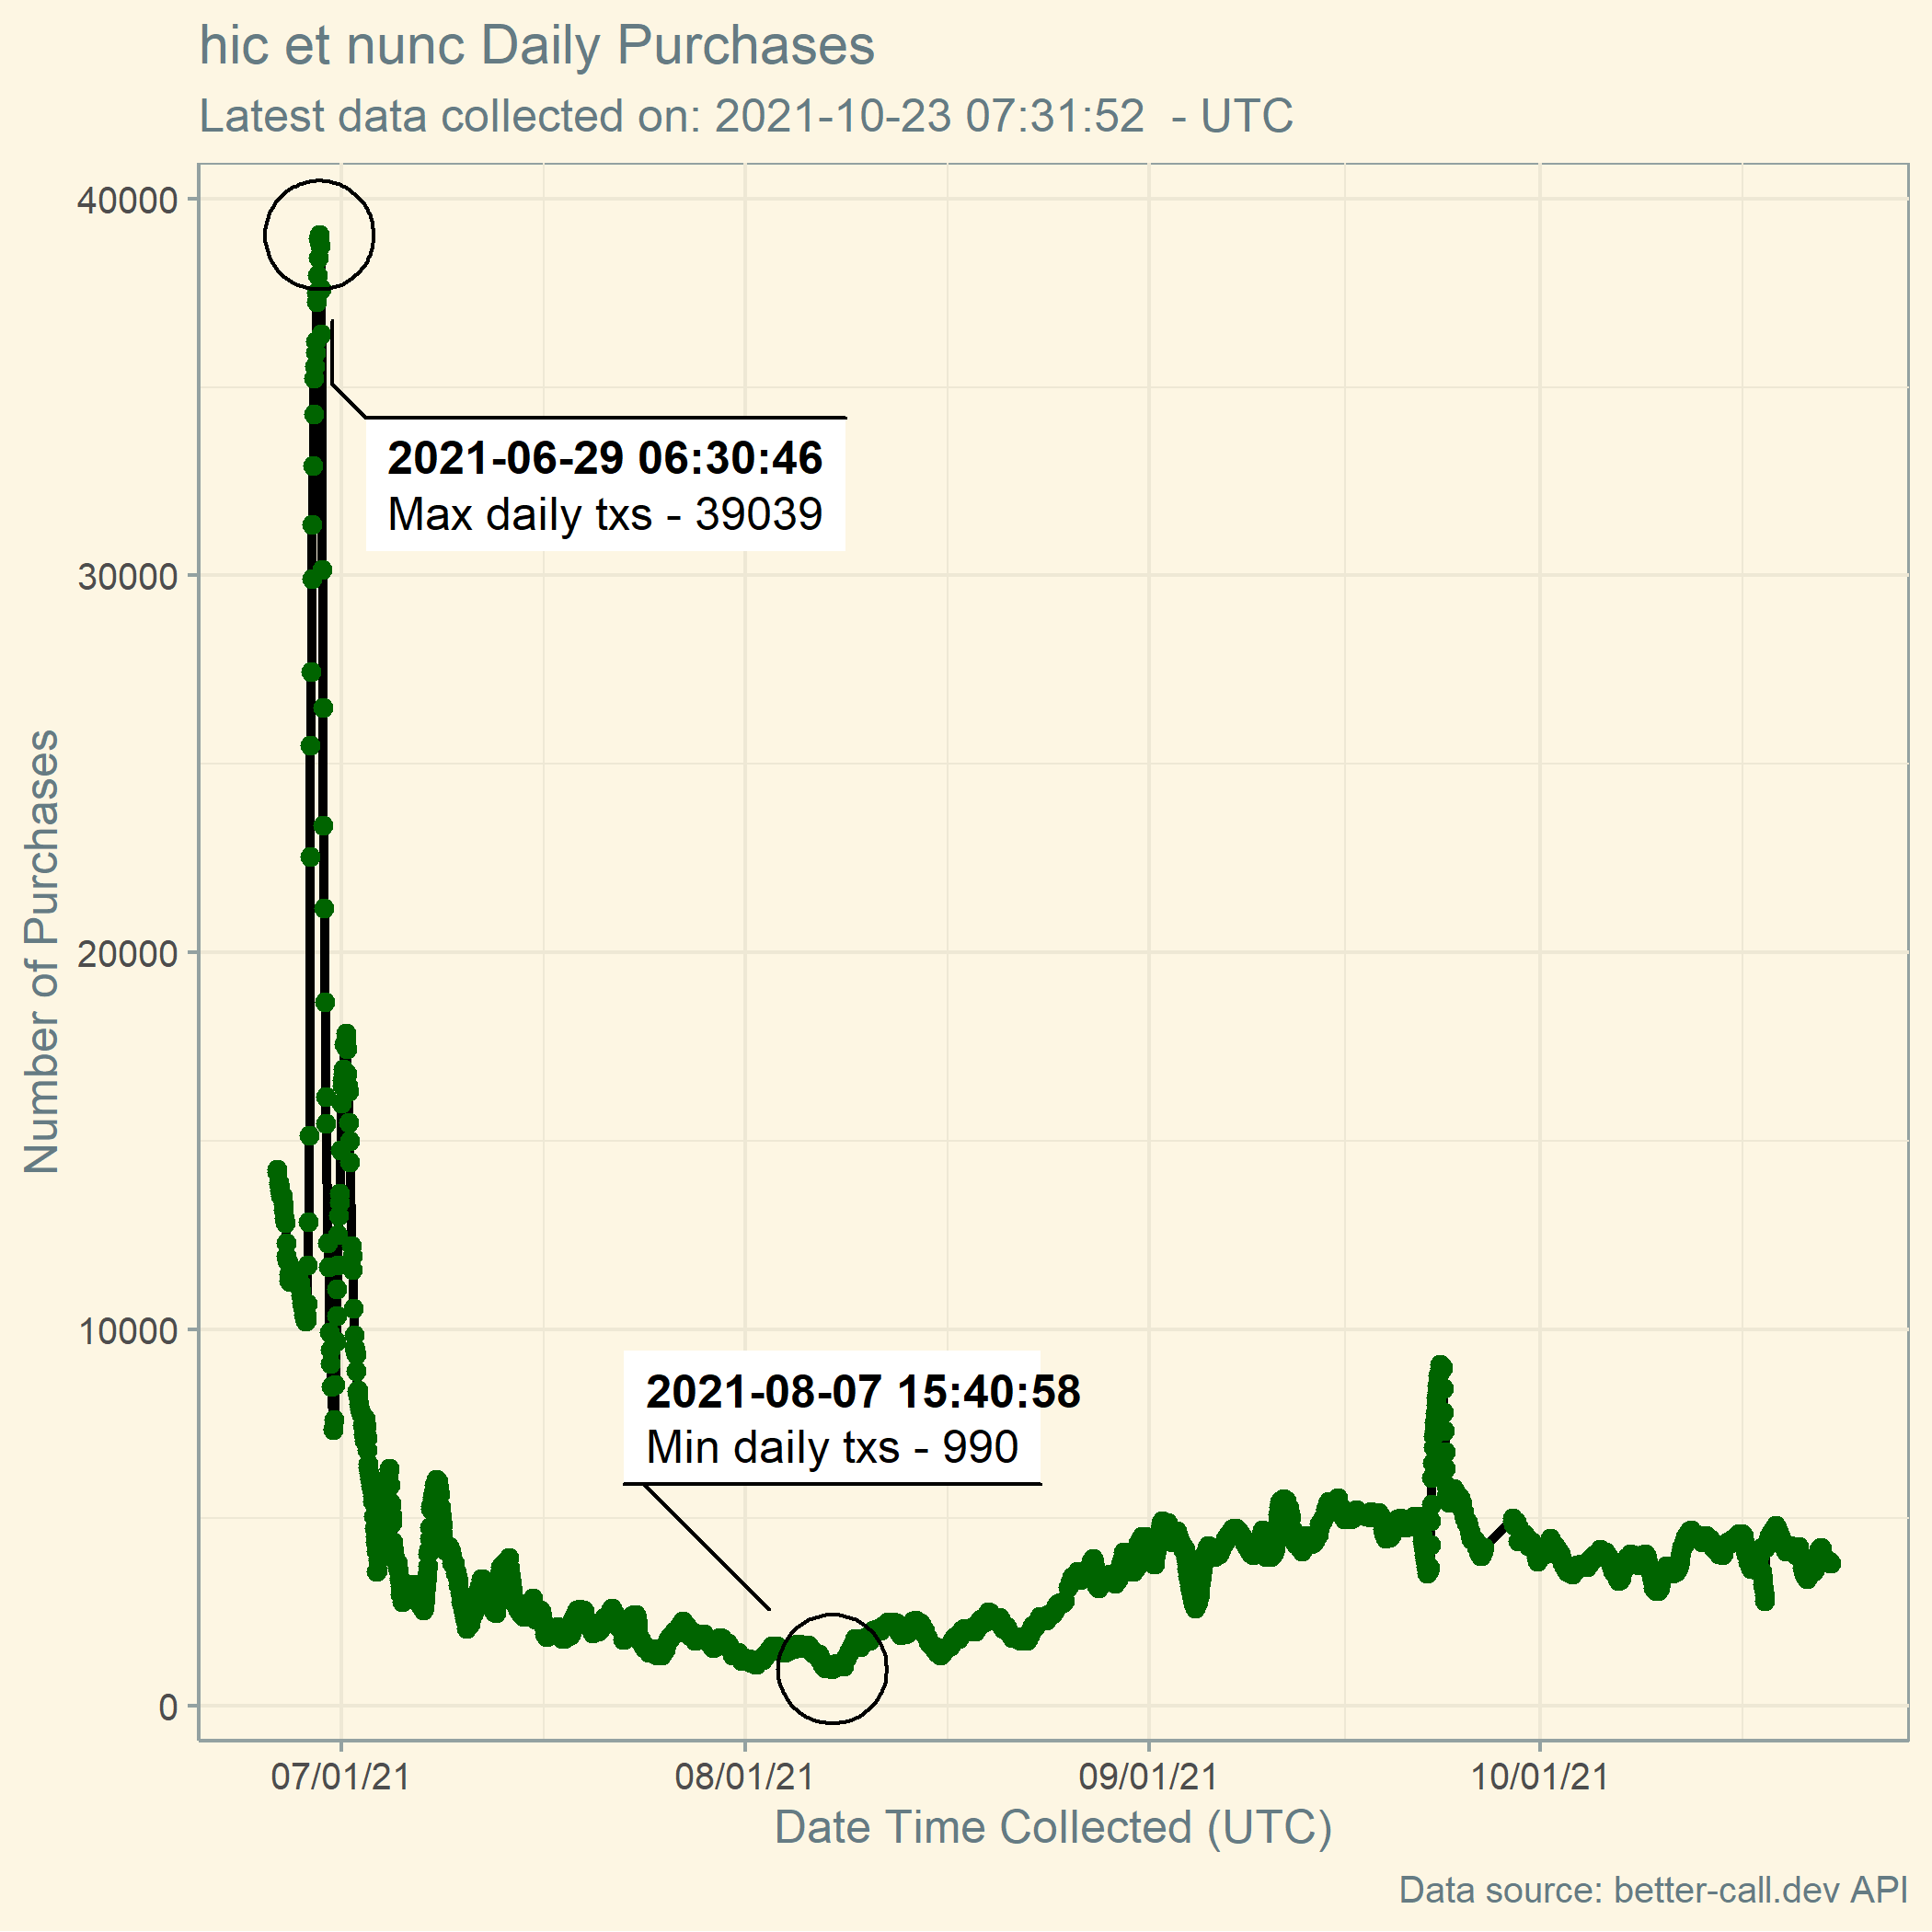 hic et nunc Daily Purchases
Latest data collected on: 2021-10-23 07:31:52  - UTC
Number of Purchases
40000
30000
20000
10000
0
2021-06-29 06:30:46
Max daily txs - 39039
2021-08-07 15:40:58
Min daily txs - 990
07/01/21
08/01/21
09/01/21
10/01/21
Date Time Collected (UTC)
Data source: better-call.dev API